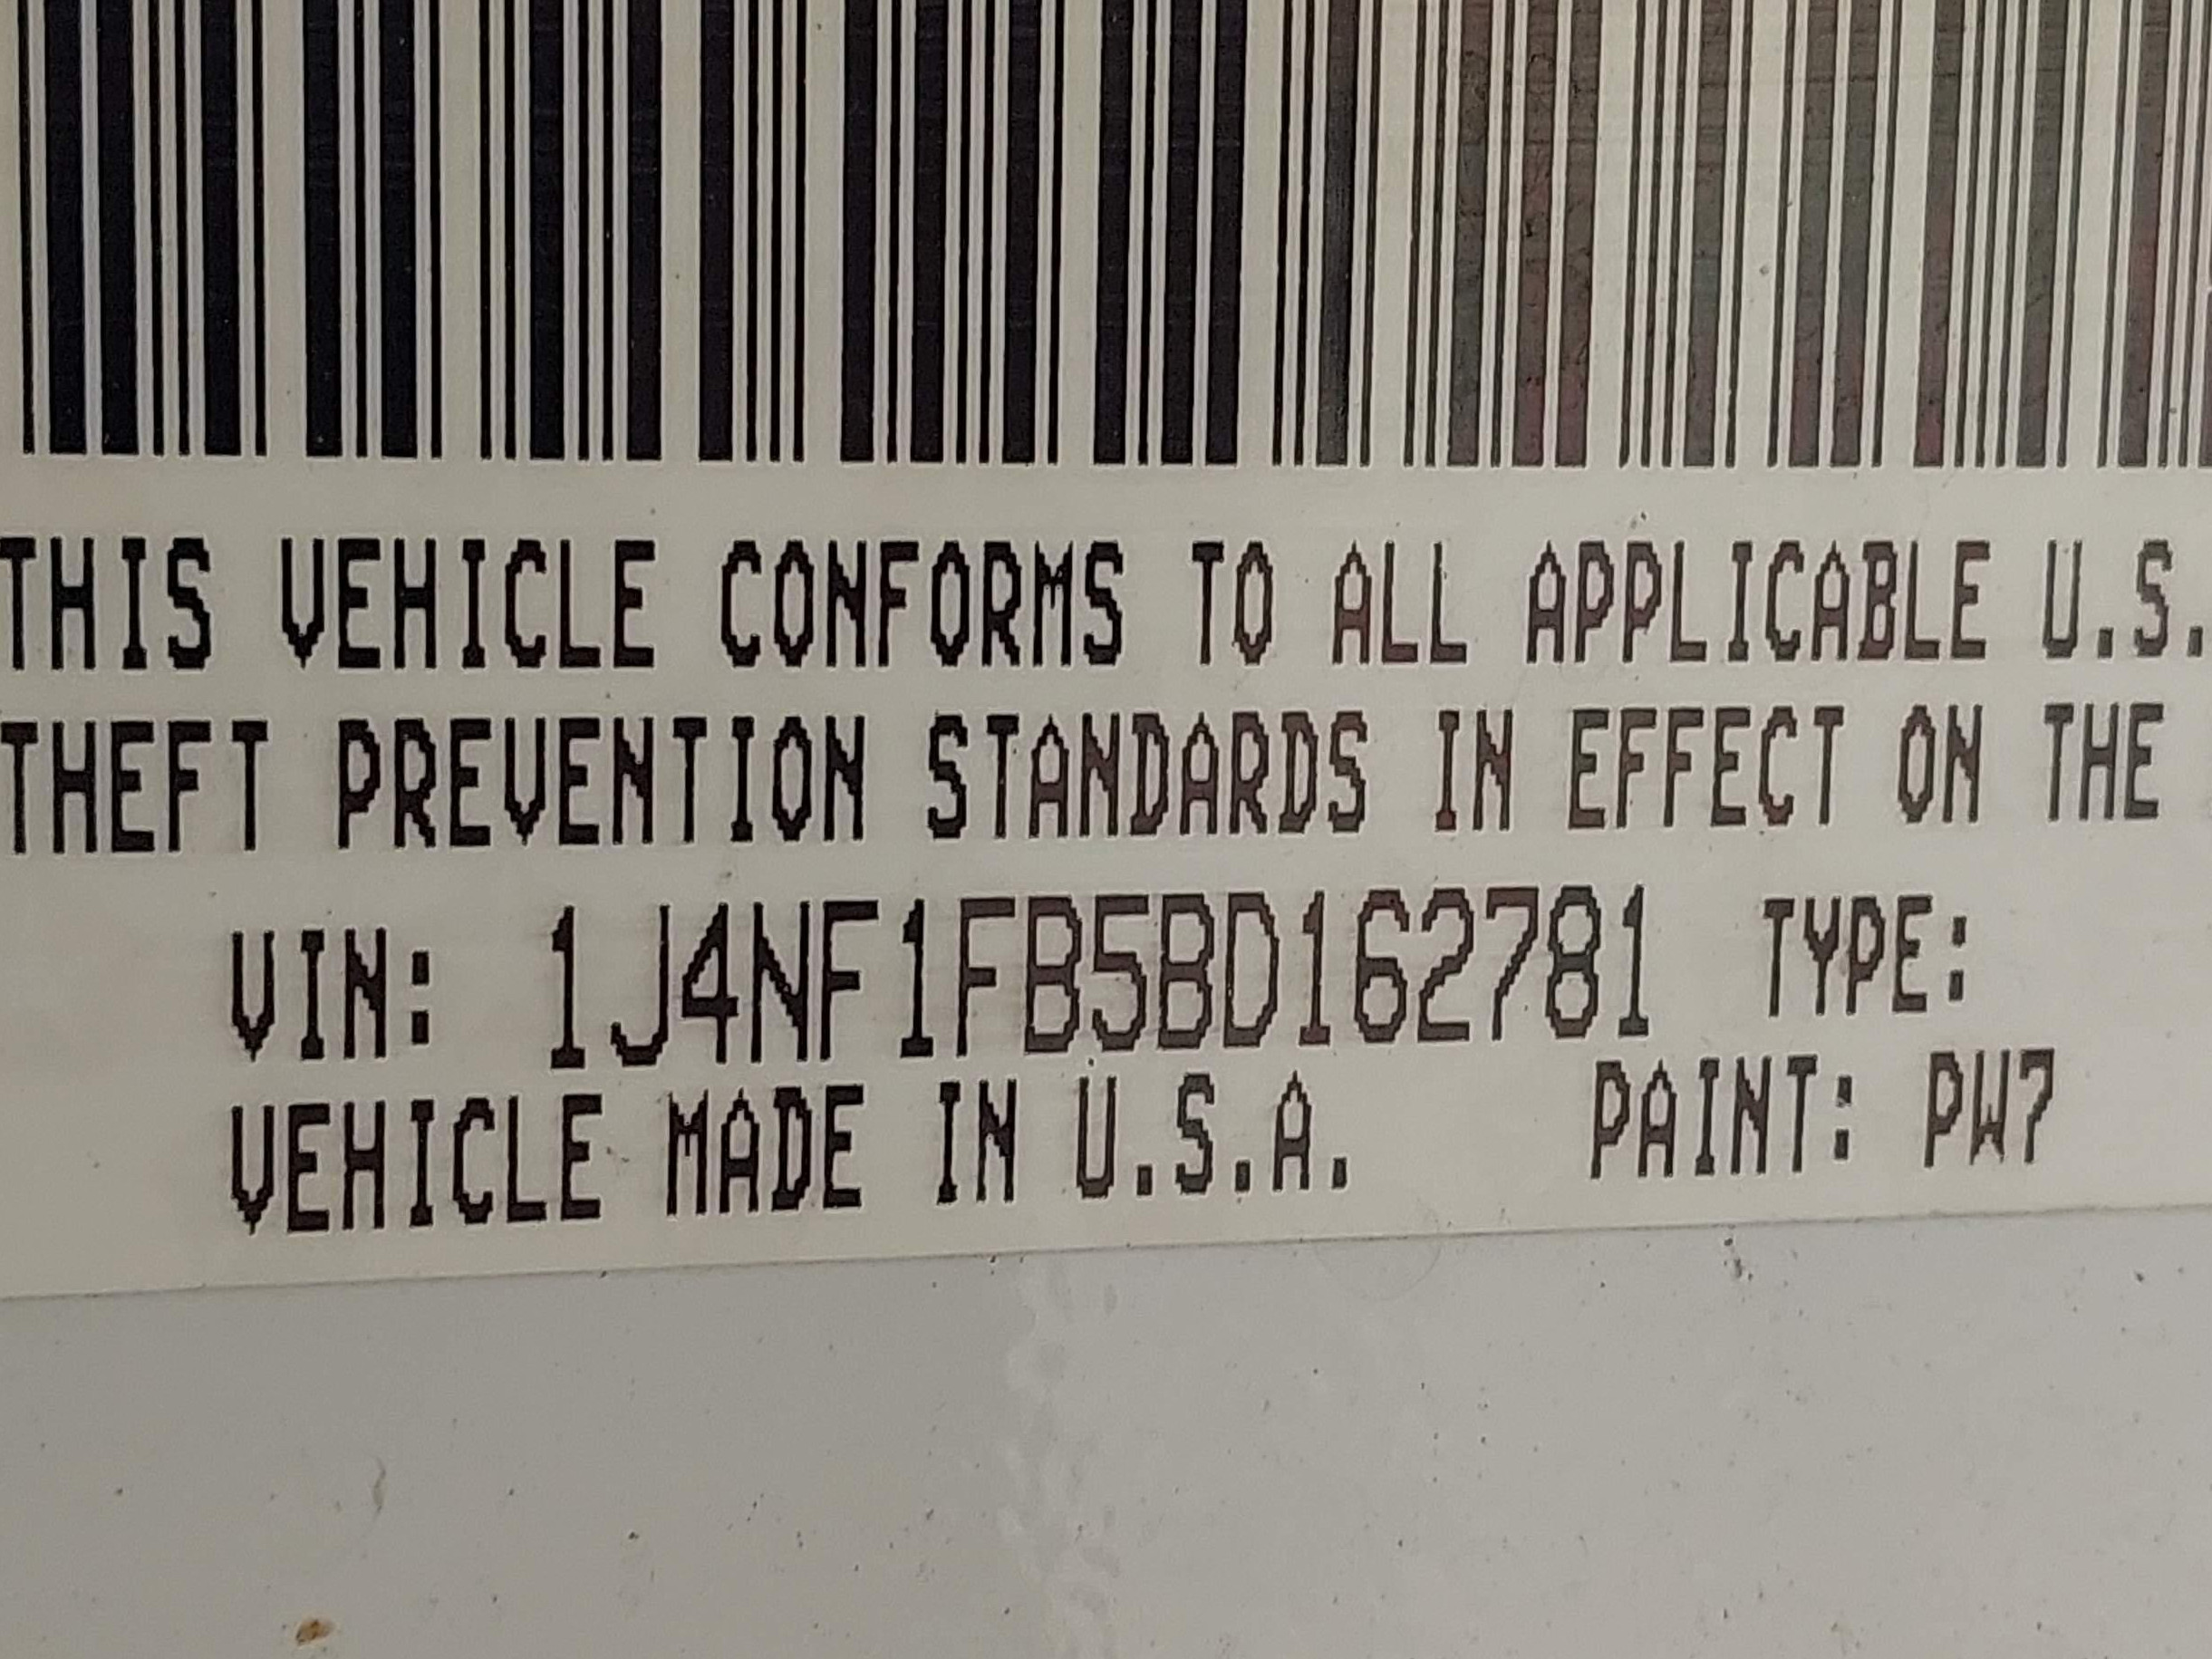 THIS VEHICLE CONFORMS TO ALL APPLICABLE U.S.
THEFT PREVENTION STANDARDS IN EFFECT ON THE
VIN: 1J4NF1FB5BD162781 TYPE:
VEHICLE MADE IN U.S.A. PAINT: PW7